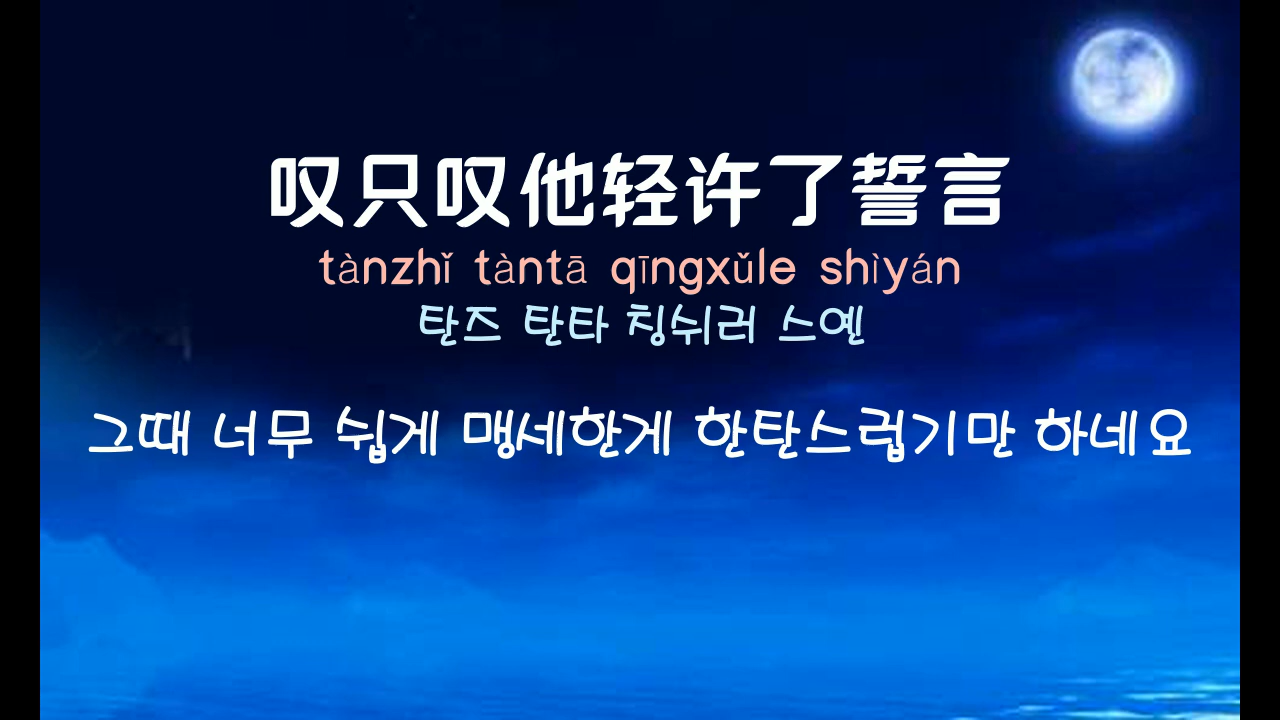 叹只叹他轻许了誓言
tànzhǐ tàntā qīngxǔle shìyán
탄즈 탄타 칭쉬러 스옌
그때 너무 쉽게 맹세한게 한탄스럽기만 하네요